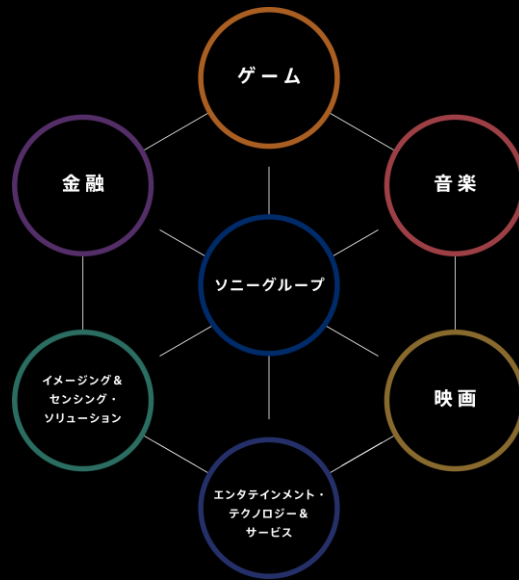 ゲーム
金融
音楽
ソニーグループ
イメージング＆
センシング・
ソリューション
映画
エンタテインメント・
テクノロジー＆
サービス